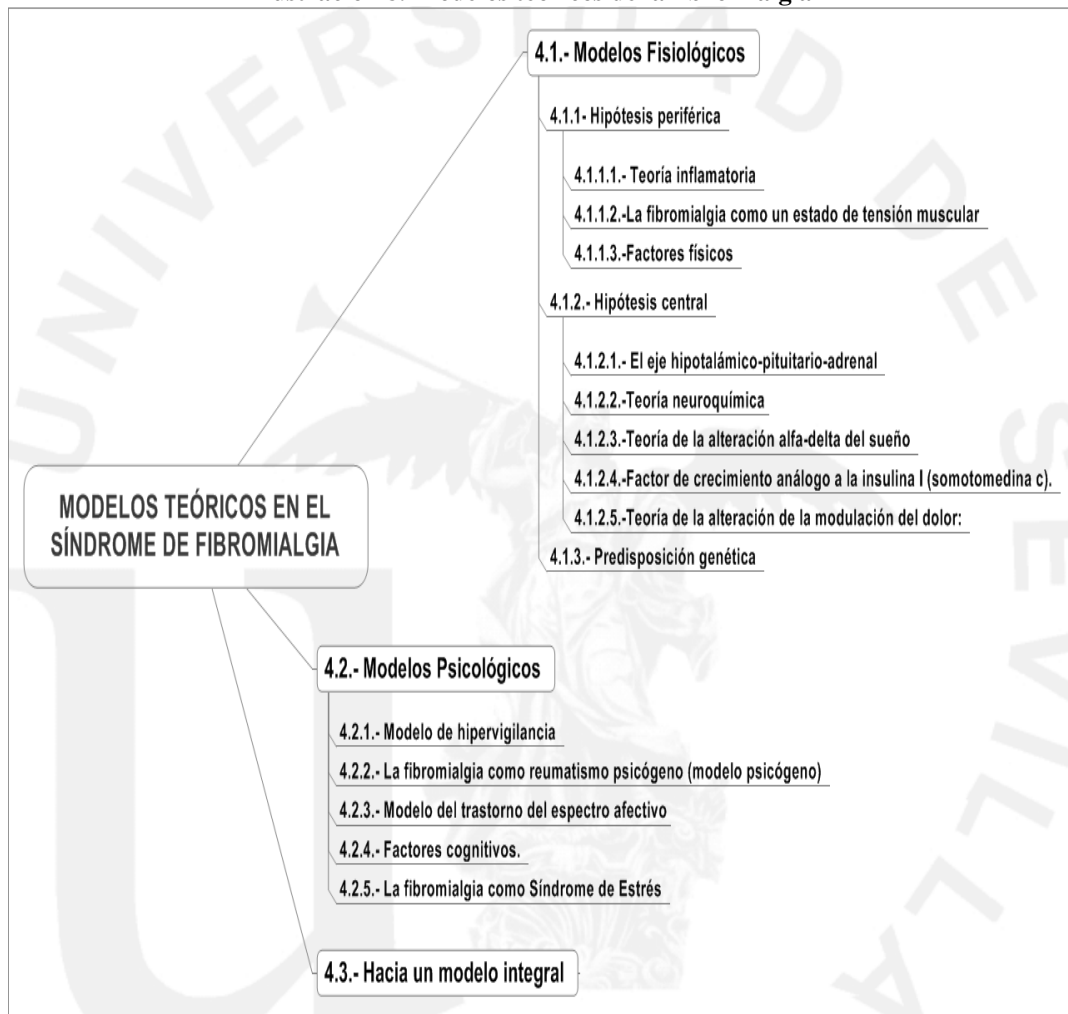 4.1.- Modelos Fisiológicos
4.1.1- Hipótesis periférica
4.1.1.1.- Teoría inflamatoria
4.1.1.2.-La fibromialgia como un estado de tensión muscular
4.1.1.3.-Factores físicos
4.1.2.- Hipótesis central
4.1.2.1.- El eje hipotalámico-pituitario-adrenal
4.1.2.2.-Teoría neuroquímica
4.1.2.3.-Teoría de la alteración alfa-delta del sueño
4.1.2.4.-Factor de crecimiento análogo a la insulina I (somotomedina c).
4.1.2.5.-Teoría de la alteración de la modulación del dolor:
4.1.3.- Predisposición genética
MODELOS TEÓRICOS EN EL
SÍNDROME DE FIBROMIALGIA
4.2.- Modelos Psicológicos
4.2.1.- Modelo de hipervigilancia
4.2.2.- La fibromialgia como reumatismo psicógeno (modelo psicógeno)
4.2.3.- Modelo del trastorno del espectro afectivo
4.2.4.- Factores cognitivos.
4.2.5.- La fibromialgia como Síndrome de Estrés
4.3.- Hacia un modelo integral
UNIVERSIDAD DE SEVILLA